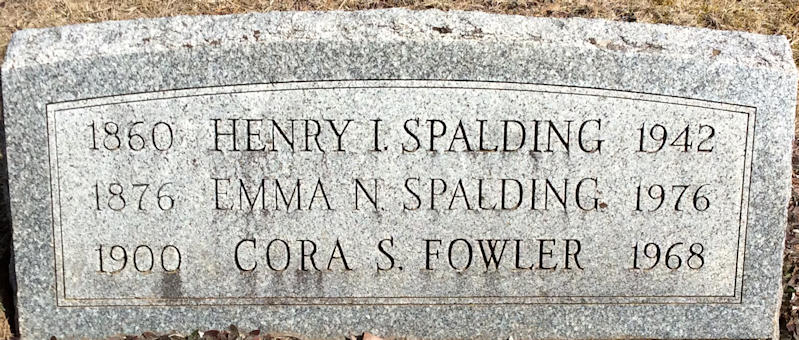 1860 HENRY I. SPALDING 1942
1876 EMMA N. SPALDING 1976
1900 CORA S. FOWLER 1968